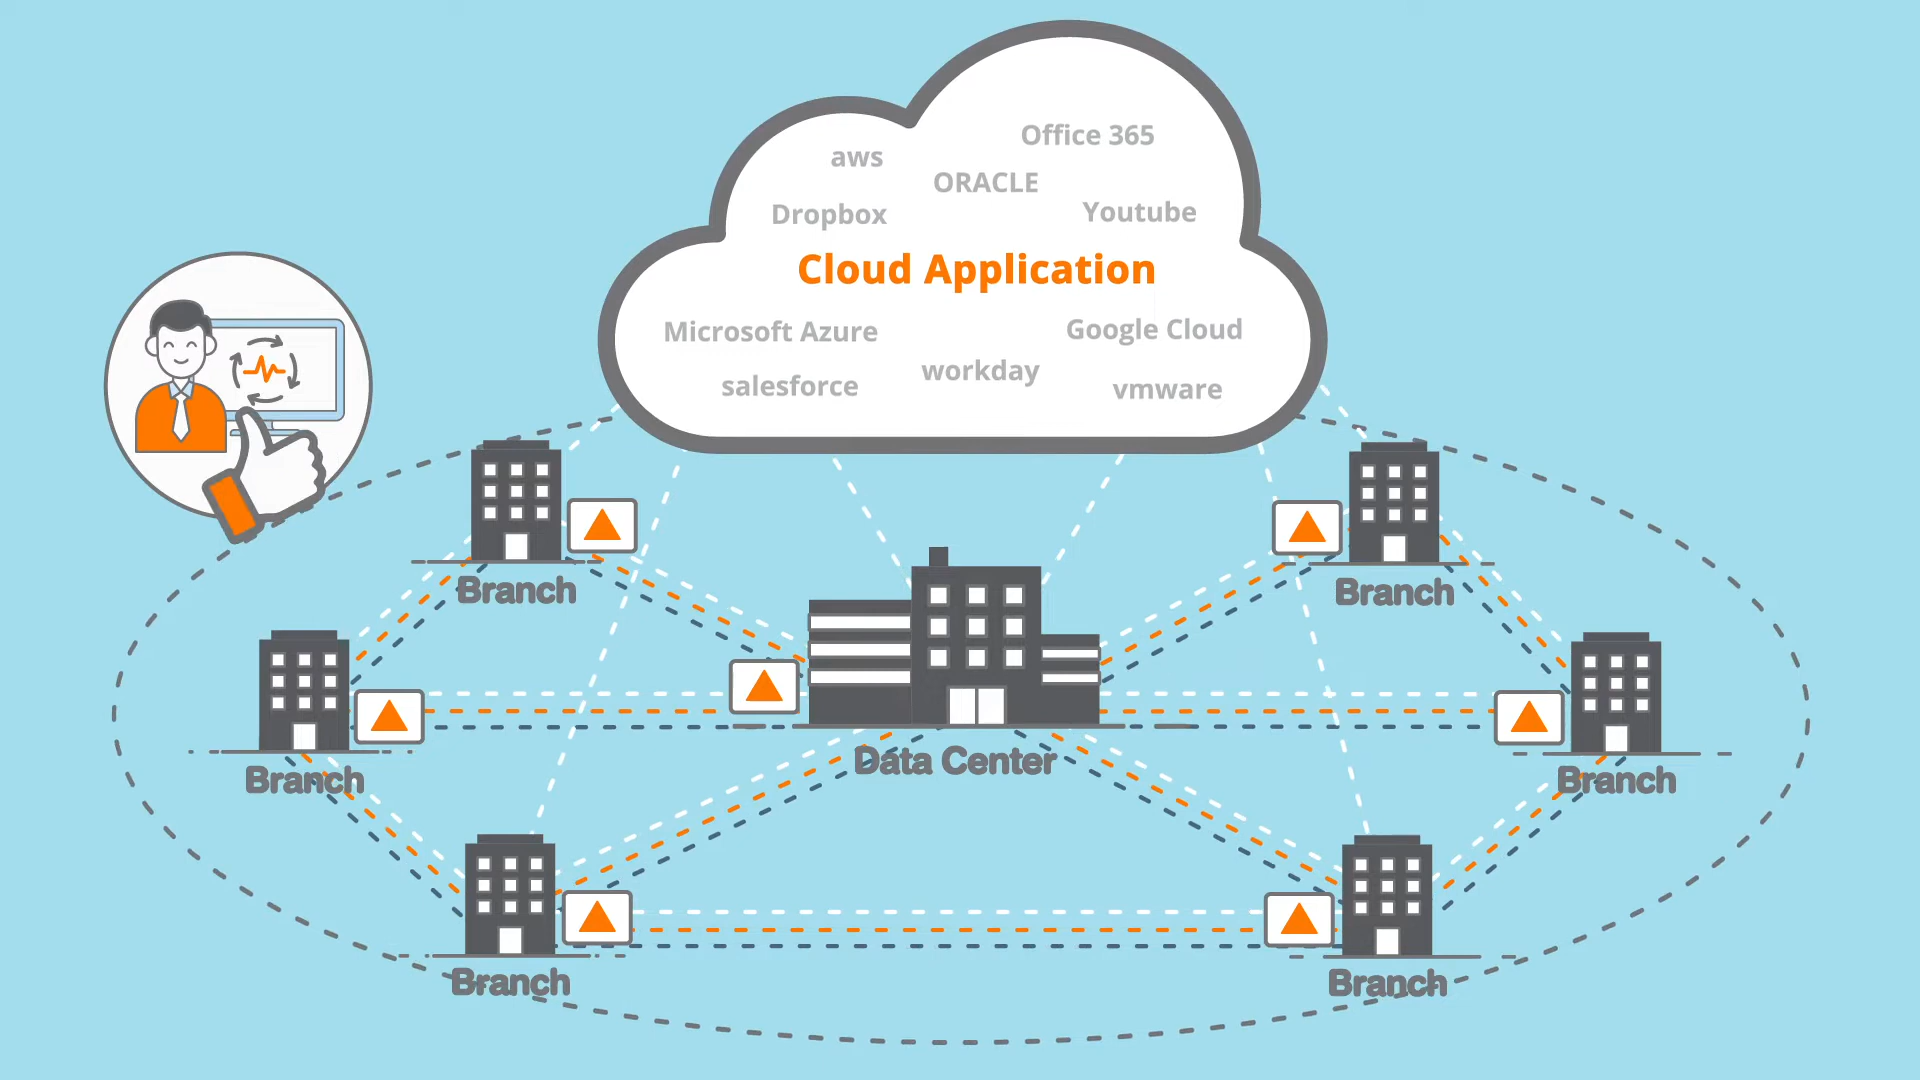 Office 365
aws
ORACLE
Dropbox
Youtube
Cloud Application
Microsoft Azure
Google Cloud
workday
salesforce
vmware
Branch
Branch
Data Center
Branch
Branch
Branch
Branch